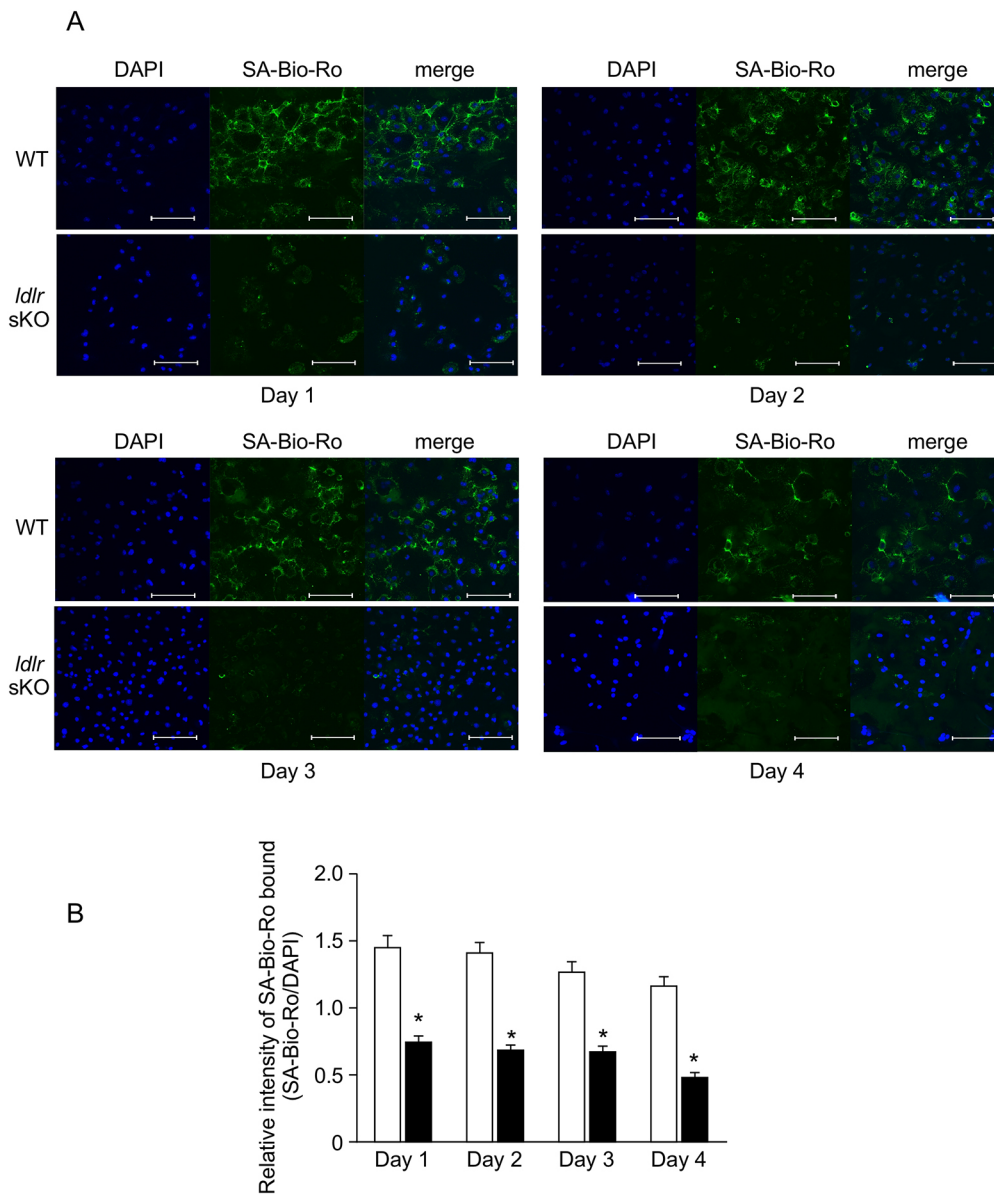 A
DAPI SA-Bio-Ro merge DAPI SA-Bio-Ro merge
WT
ldlr
sKO
Day 1 Day 2
DAPI SA-Bio-Ro merge DAPI SA-Bio-Ro merge
WT
ldlr
sKO
Day 3 Day 4
B
Relative intensity of SA-Bio-Ro bound
(SA-Bio-Ro/DAPI)
2.0
1.5
1.0
0.5
0
* * * *
Day 1 Day 2 Day 3 Day 4